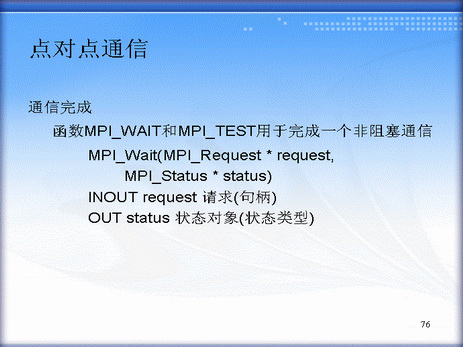 点对点通信
通信完成
函数MPI_WAIT和MPI_TEST用于完成一个非阻塞通信
MPI_Wait(MPI_Request * request,
MPI_Status * status)
INOUT request 请求(句柄)
OUT status 状态对象(状态类型)
76